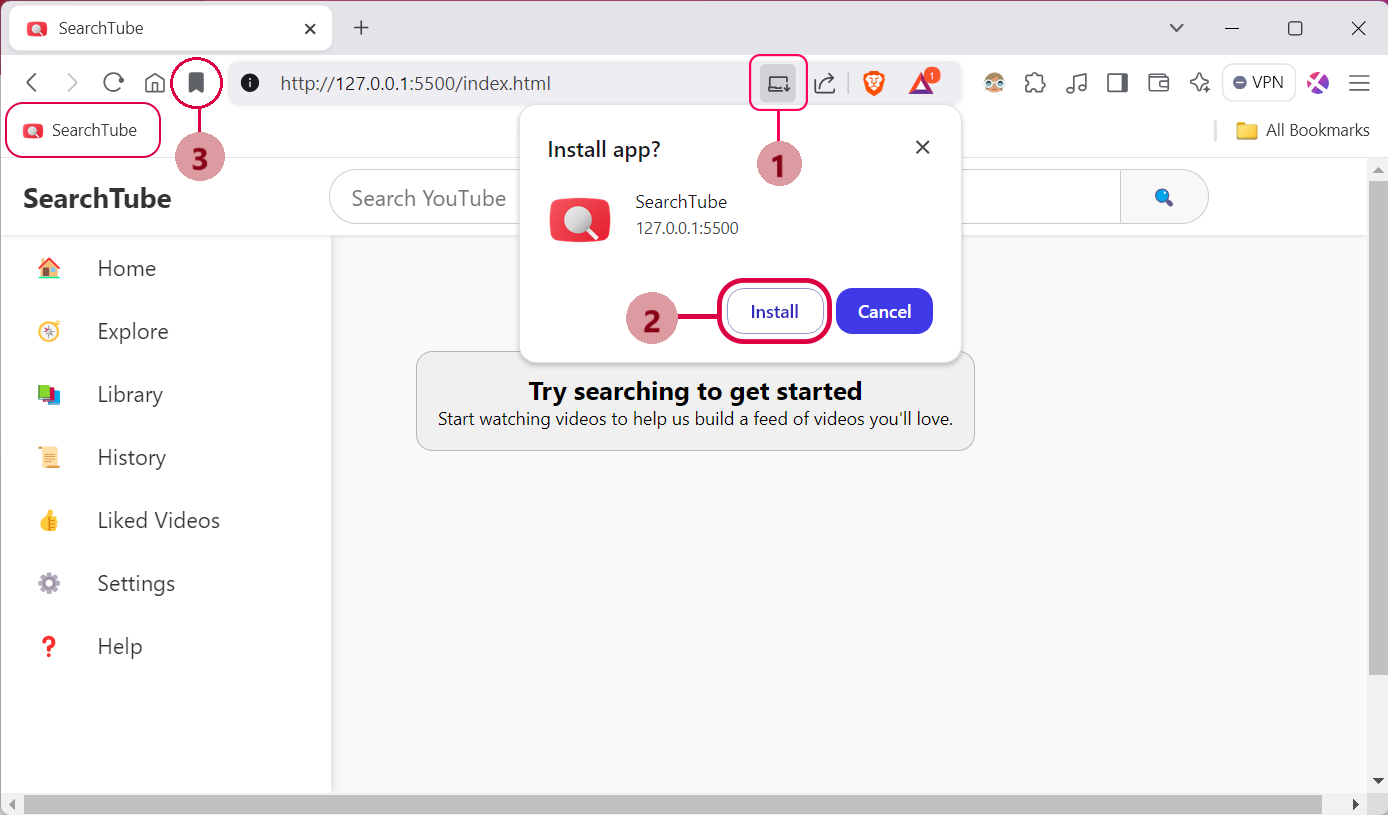 SearchTube
http://127.0.0.1:5500/index.html
1
VPN
SearchTube
3
All Bookmarks
Install app?
1
SearchTube
Search YouTube
SearchTube
127.0.0.1:5500
Home
2
Install
Cancel
Explore
Try searching to get started
Start watching videos to help us build a feed of videos you'll love.
Library
History
Liked Videos
Settings
Help